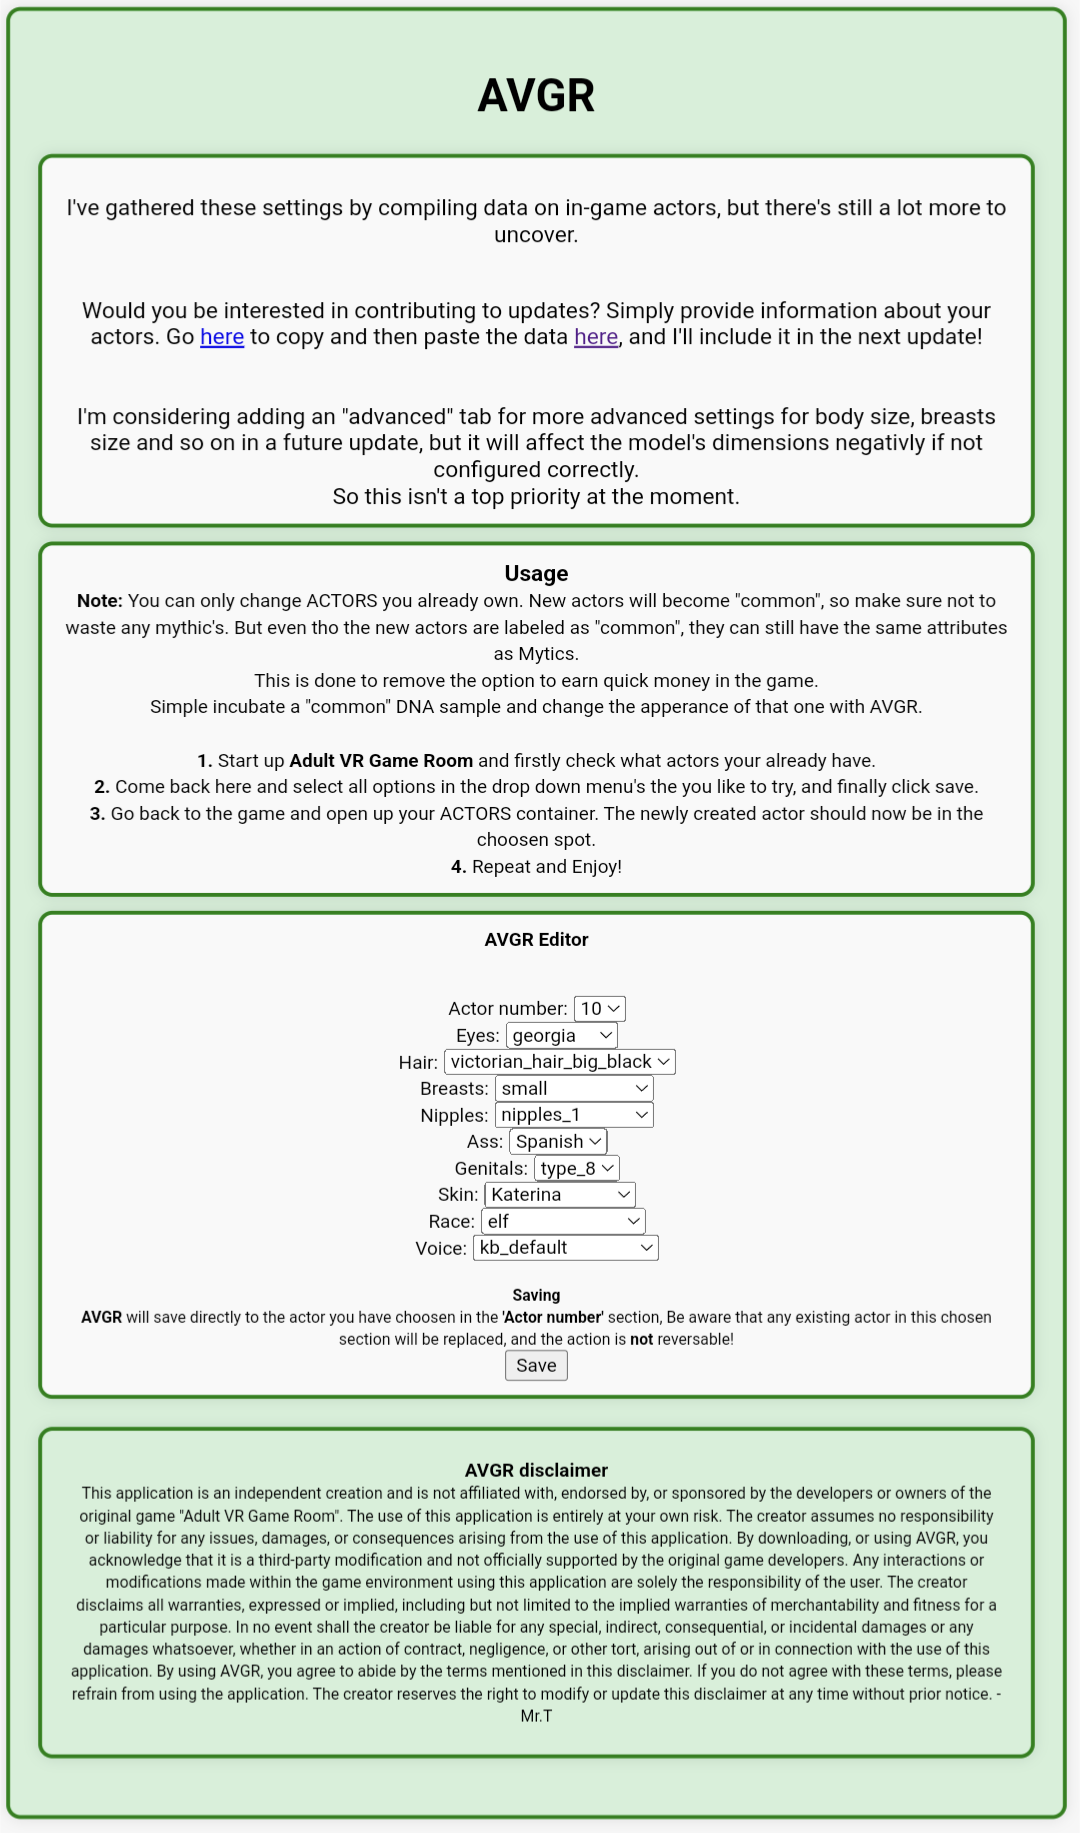 AVGR
I've gathered these settings by compiling data on in-game actors, but there's still a lot more to
uncover.
Would you be interested in contributing to updates? Simply provide information about your
actors. Go here to copy and then paste the data here, and I'll include it in the next update!
I'm considering adding an "advanced" tab for more advanced settings for body size, breasts
size and so on in a future update, but it will affect the model's dimensions negativly if not
configured correctly.
So this isn't a top priority at the moment.
Usage
Note: You can only change ACTORS you already own. New actors will become "common", so make sure not to
waste any mythic's. But even tho the new actors are labeled as "common", they can still have the same attributes
as Mytics.
This is done to remove the option to earn quick money in the game.
Simple incubate a "common" DNA sample and change the apperance of that one with AVGR.
1. Start up Adult VR Game Room and firstly check what actors your already have.
2. Come back here and select all options in the drop down menu's the you like to try, and finally click save.
3. Go back to the game and open up your ACTORS container. The newly created actor should now be in the
choosen spot.
4. Repeat and Enjoy!
AVGR Editor
Actor number: 10
Eyes: georgia
Hair: victorian_hair_big_black
Breasts: small
Nipples: nipples_1
Ass: Spanish
Genitals: type_8
Skin: Katerina
Race: elf
Voice: kb_default
Saving
AVGR will save directly to the actor you have choosen in the 'Actor number' section, Be aware that any existing actor in this chosen
section will be replaced, and the action is not reversable!
Save
AVGR disclaimer
This application is an independent creation and is not affiliated with, endorsed by, or sponsored by the developers or owners of the
original game "Adult VR Game Room". The use of this application is entirely at your own risk. The creator assumes no responsibility
or liability for any issues, damages, or consequences arising from the use of this application. By downloading, or using AVGR, you
acknowledge that it is a third-party modification and not officially supported by the original game developers. Any interactions or
modifications made within the game environment using this application are solely the responsibility of the user. The creator
disclaims all warranties, expressed or implied, including but not limited to the implied warranties of merchantability and fitness for a
particular purpose. In no event shall the creator be liable for any special, indirect, consequential, or incidental damages or any
damages whatsoever, whether in an action of contract, negligence, or other tort, arising out of or in connection with the use of this
application. By using AVGR, you agree to abide by the terms mentioned in this disclaimer. If you do not agree with these terms, please
refrain from using the application. The creator reserves the right to modify or update this disclaimer at any time without prior notice. -
Mr.T